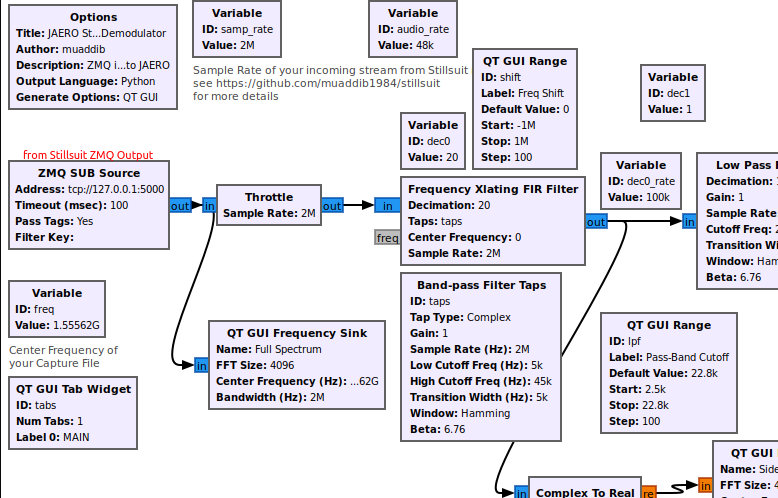 Options
Title: JAERO St...Demodulator
Author: muaddib
Description: ZMQ i...to JAERO
Output Language: Python
Generate Options: QT GUI
Variable
ID: samp_rate
Value: 2M
Variable
ID: audio_rate
Value: 48k
Sample Rate of your incoming stream from Stillsuit
see https://github.com/muaddib1984/stillsuit
for more details
QT GUI Range
ID: shift
Label: Freq Shift
Default Value: 0
Start: -1M
Stop: 1M
Step: 100
Variable
ID: dec1
Value: 1
Variable
ID: dec0
Value: 20
from Stillsuit ZMQ Output
ZMQ SUB Source
Address: tcp://127.0.0.1:5000
Timeout (msec): 100
Pass Tags: Yes
Filter Key:
out
in
Throttle
Sample Rate: 2M
out
in
freq
Frequency Xlating FIR Filter
Decimation: 20
Taps: taps
Center Frequency: 0
Sample Rate: 2M
out
Variable
ID: dec0_rate
Value: 100k
in
Low Pass
Decimation:
Gain: 1
Sample Rate
Cutoff Freq:
Transition Wi
Window: Ham
Beta: 6.76
Variable
ID: freq
Value: 1.55562G
Center Frequency of
your Capture File
QT GUI Tab Widget
ID: tabs
Num Tabs: 1
Label 0: MAIN
in
QT GUI Frequency Sink
Name: Full Spectrum
FFT Size: 4096
Center Frequency (Hz): ...62G
Bandwidth (Hz): 2M
Band-pass Filter Taps
ID: taps
Tap Type: Complex
Gain: 1
Sample Rate (Hz): 2M
Low Cutoff Freq (Hz): 5k
High Cutoff Freq (Hz): 45k
Transition Width (Hz): 5k
Window: Hamming
Beta: 6.76
QT GUI Range
ID: lpf
Label: Pass-Band Cutoff
Default Value: 22.8k
Start: 2.5k
Stop: 22.8k
Step: 100
in
Complex To Real
re
in
QT GUI
Name: Side
FFT Size: 4